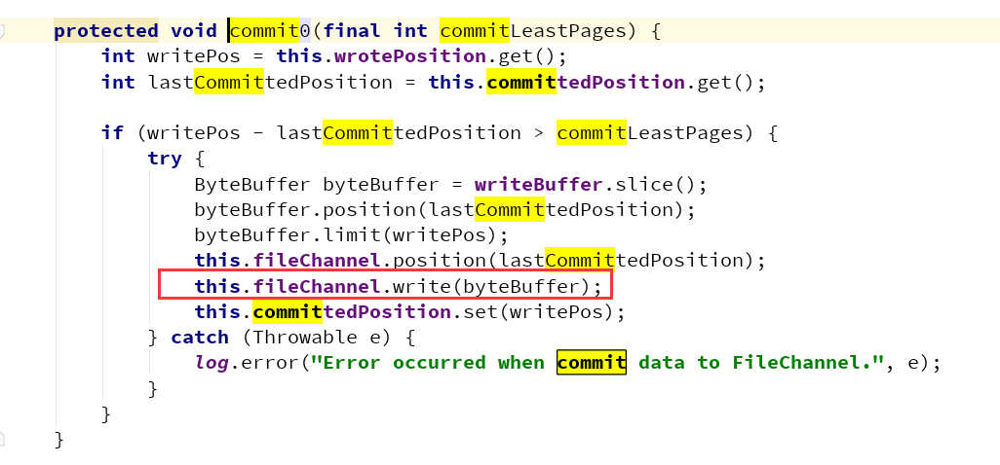 protected void commit0(final int commitLeastPages) {
int writePos = this.wrotePosition.get();
int lastCommittedPosition = this.committedPosition.get();
if (writePos - lastCommittedPosition > commitLeastPages) {
try {
ByteBuffer byteBuffer = writeBuffer.slice();
byteBuffer.position(lastCommittedPosition);
byteBuffer.limit(writePos);
this.fileChannel.position(lastCommittedPosition);
this.fileChannel.write(byteBuffer);
this.committedPosition.set(writePos);
} catch (Throwable e) {
log.error("Error occurred when commit data to FileChannel.", e);
}
}
}